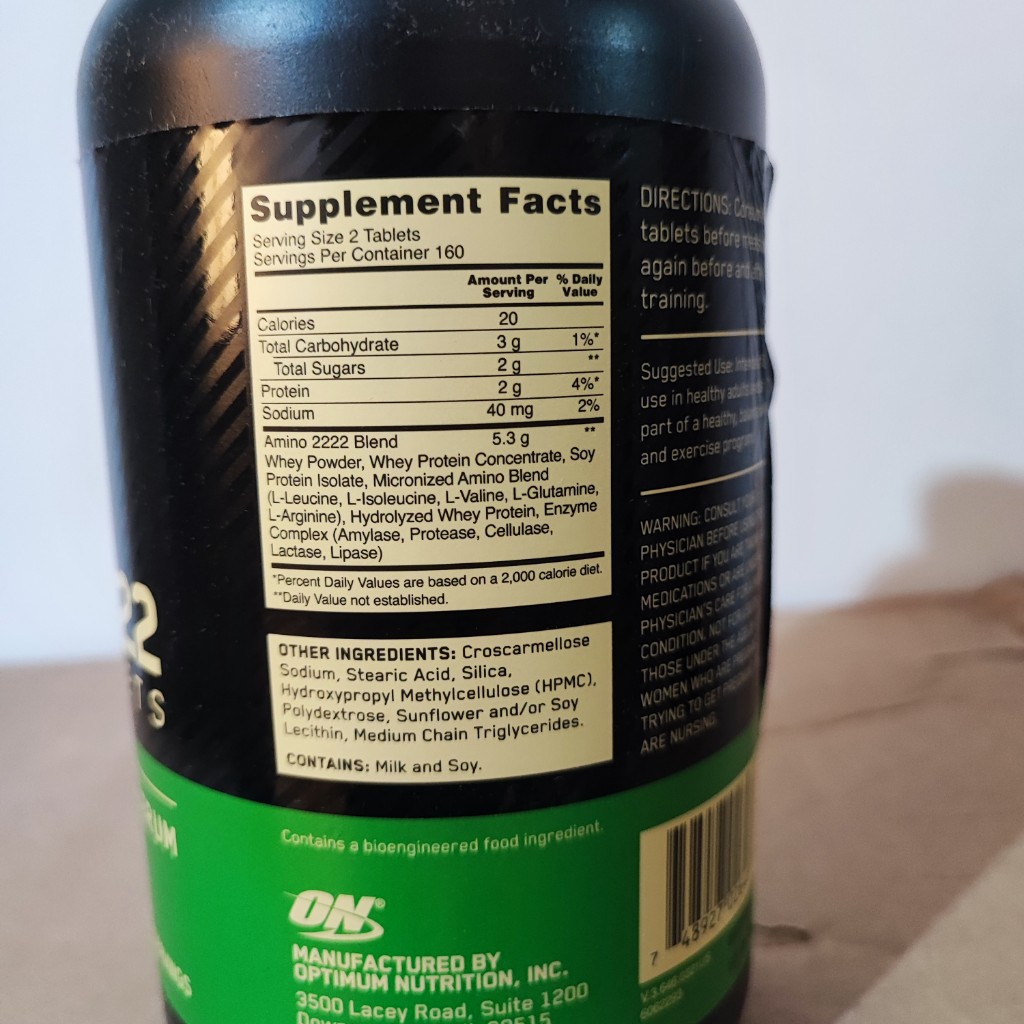 Supplement Facts
Serving Size 2 Tablets
Servings Per Container 160
Amount Per Serving % Daily Value
Calories 20
Total Carbohydrate 3 g 1%*
Total Sugars 2 g **
Protein 2 g 4%*
Sodium 40 mg 2%
Amino 2222 Blend 5.3 g **
Whey Powder, Whey Protein Concentrate, Soy
Protein Isolate, Micronized Amino Blend
(L-Leucine, L-Isoleucine, L-Valine, L-Glutamine,
L-Arginine), Hydrolyzed Whey Protein, Enzyme
Complex (Amylase, Protease, Cellulase,
Lactase, Lipase)
*Percent Daily Values are based on a 2,000 calorie diet.
**Daily Value not established.
OTHER INGREDIENTS: Croscarmellose
Sodium, Stearic Acid, Silica,
Hydroxypropyl Methylcellulose (HPMC),
Polydextrose, Sunflower and/or Soy
Lecithin, Medium Chain Triglycerides.
CONTAINS: Milk and Soy.
Contains a bioengineered food ingredient.
ON®
MANUFACTURED BY
OPTIMUM NUTRITION, INC.
3500 Lacey Road, Suite 1200
DIRECTIONS:
tablets before
again before and
training.
Suggested Use:
use in healthy adults
part of a healthy,
and exercise program.
WARNING: CONSULT YOUR
PHYSICIAN BEFORE
PRODUCT IF YOU ARE
MEDICATIONS OR
PHYSICIAN'S CARE
CONDITION. NOT FOR
THOSE UNDER THE
WOMEN WHO ARE
TRYING TO GET
ARE NURSING.
7 48927
22
TS